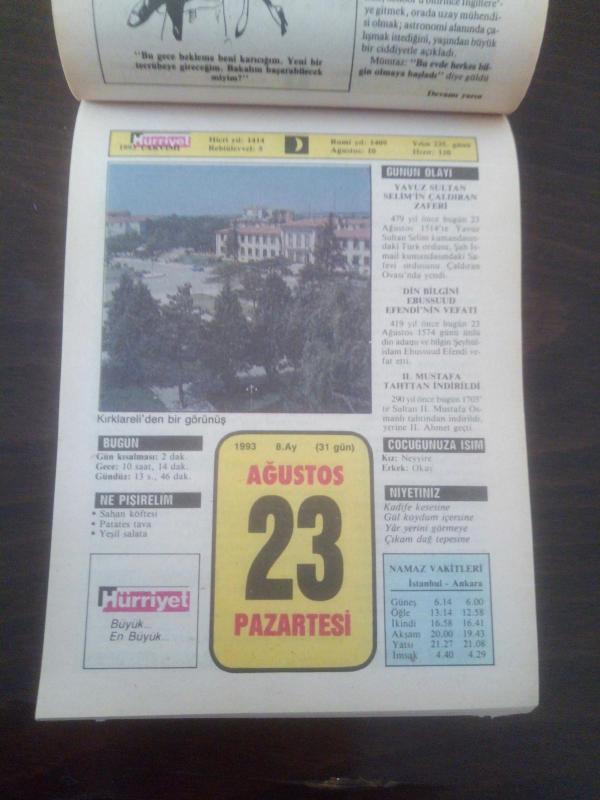 ye gitmek, orada uzay mühendi-
si olmak; astronomi alanında ça-
lışmak istediğini, yaşından büyük
bir ciddiyetle açıkladı.
Mümtaz: "Bu evde herkes bil-
gin olmaya başladı" diye güldü
Devamı yarın
"Bu gece bekleme beni karıcığım. Yeni bir
tecrübeye gireceğim. Bakalım başarabilecek
miyim?"
Hürriyet
1993 TAKVİMİ
Hicri yıl: 1414
Rebiülevvel: 5
Rumi yıl: 1409
Ağustos: 10
Yılın 235. günü
Hızır: 110
Kırklareli'den bir görünüş
GÜNÜN OLAYI
YAVUZ SULTAN
SELİM'İN ÇALDIRAN
ZAFERİ
479 yıl önce bugün 23
Ağustos 1514'te Yavuz
Sultan Selim kumandasın-
daki Türk ordusu, Şah İs-
mail kumandasındaki Sa-
fevi ordusunu Çaldıran
Ovası'nda yendi.
DİN BİLGİNİ
EBUSSUUD
EFENDİ'NİN VEFATI
419 yıl önce bugün 23
Ağustos 1574 günü ünlü
din adamı ve bilgin Şeyhül-
islam Ebussuud Efendi ve-
fat etti.
II. MUSTAFA
TAHTTAN İNDİRİLDİ
290 yıl önce bugün 1703'
te Sultan II. Mustafa Os-
manlı tahtından indirildi,
yerine II. Ahmet geçti.
BUGÜN
Gün kısalması: 2 dak.
Gece: 10 saat, 14 dak.
Gündüz: 13 s., 46 dak.
NE PİŞİRELİM
• Sahan köftesi
• Patates tava
• Yeşil salata
Hürriyet
Büyük...
En Büyük...
1993 8.Ay (31 gün)
AĞUSTOS
23
PAZARTESİ
ÇOCUĞUNUZA İSİM
Kız: Neyyire
Erkek: Okay
NİYETİNİZ
Kadife kesesine
Gül koydum içersine
Yâr yerini görmeye
Çıkam dağ tepesine
NAMAZ VAKİTLERİ
İstanbul - Ankara
Güneş 6.14 6.00
Öğle 13.14 12.58
İkindi 16.58 16.41
Akşam 20.00 19.43
Yatsı 21.27 21.08
İmsak 4.40 4.29